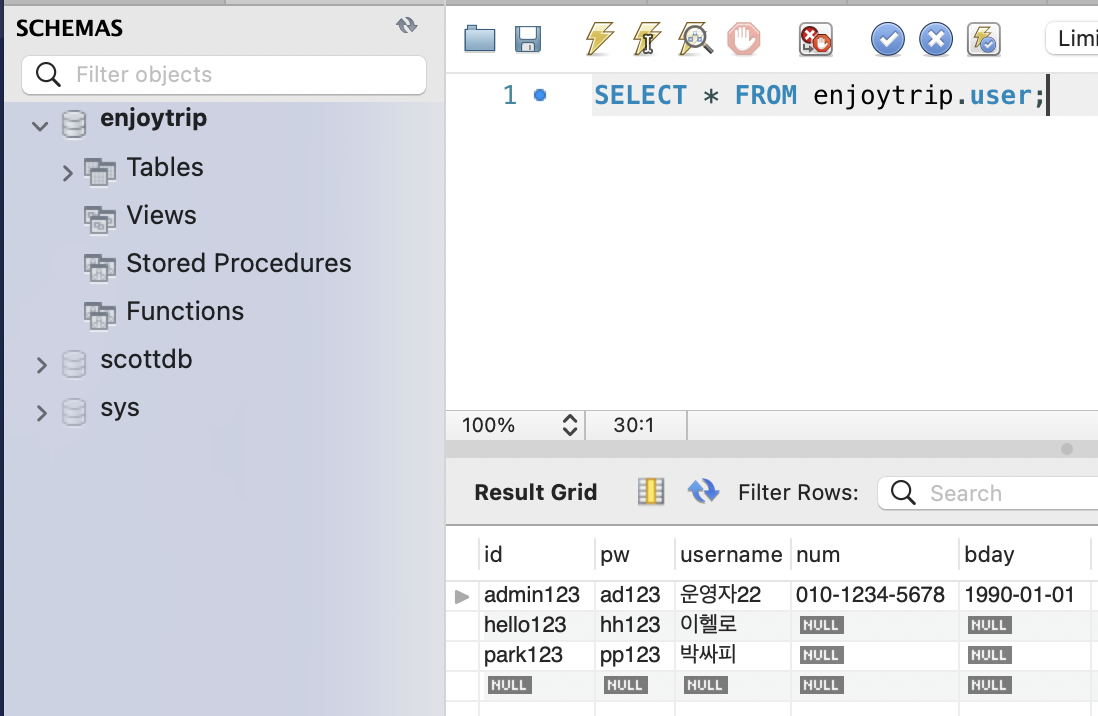 SCHEMAS
Filter objects
enjoytrip
Tables
Views
Stored Procedures
Functions
scottdb
sys
Limi
1 SELECT * FROM enjoytrip.user;
100% 30:1
Result Grid Filter Rows: Search
id pw username num bday
admin123 ad123 운영자22 010-1234-5678 1990-01-01
hello123 hh123 이헬로 NULL NULL
park123 pp123 박싸피 NULL NULL
NULL NULL NULL NULL NULL